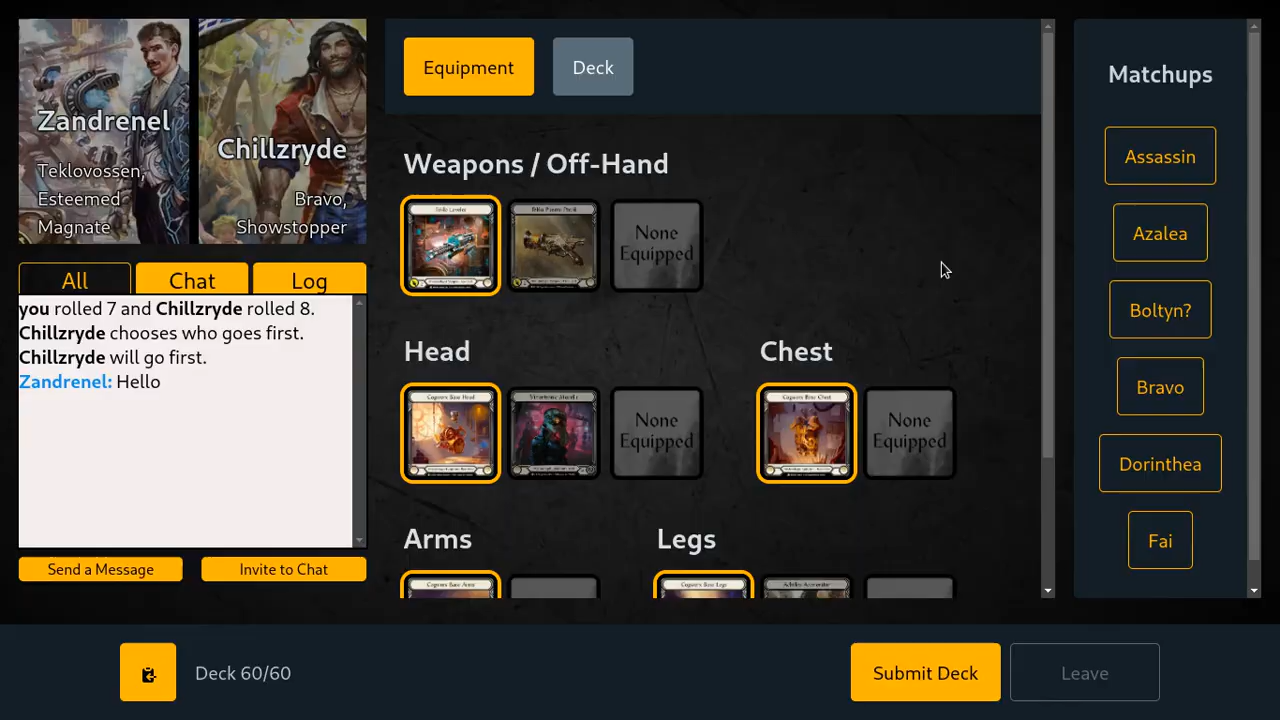 Zandrenel
Teklovossen,
Esteemed
Magnate
Chillzryde
Bravo,
Showstopper
All
Chat
Log
you rolled 7 and Chillzryde rolled 8.
Chillzryde chooses who goes first.
Chillzryde will go first.
Zandrenel: Hello
Send a Message
Invite to Chat
Equipment
Deck
Weapons / Off-Hand
None
Equipped
Head
None
Equipped
Chest
None
Equipped
Arms
Legs
Matchups
Assassin
Azalea
Boltyn?
Bravo
Dorinthea
Fai
Deck 60/60
Submit Deck
Leave